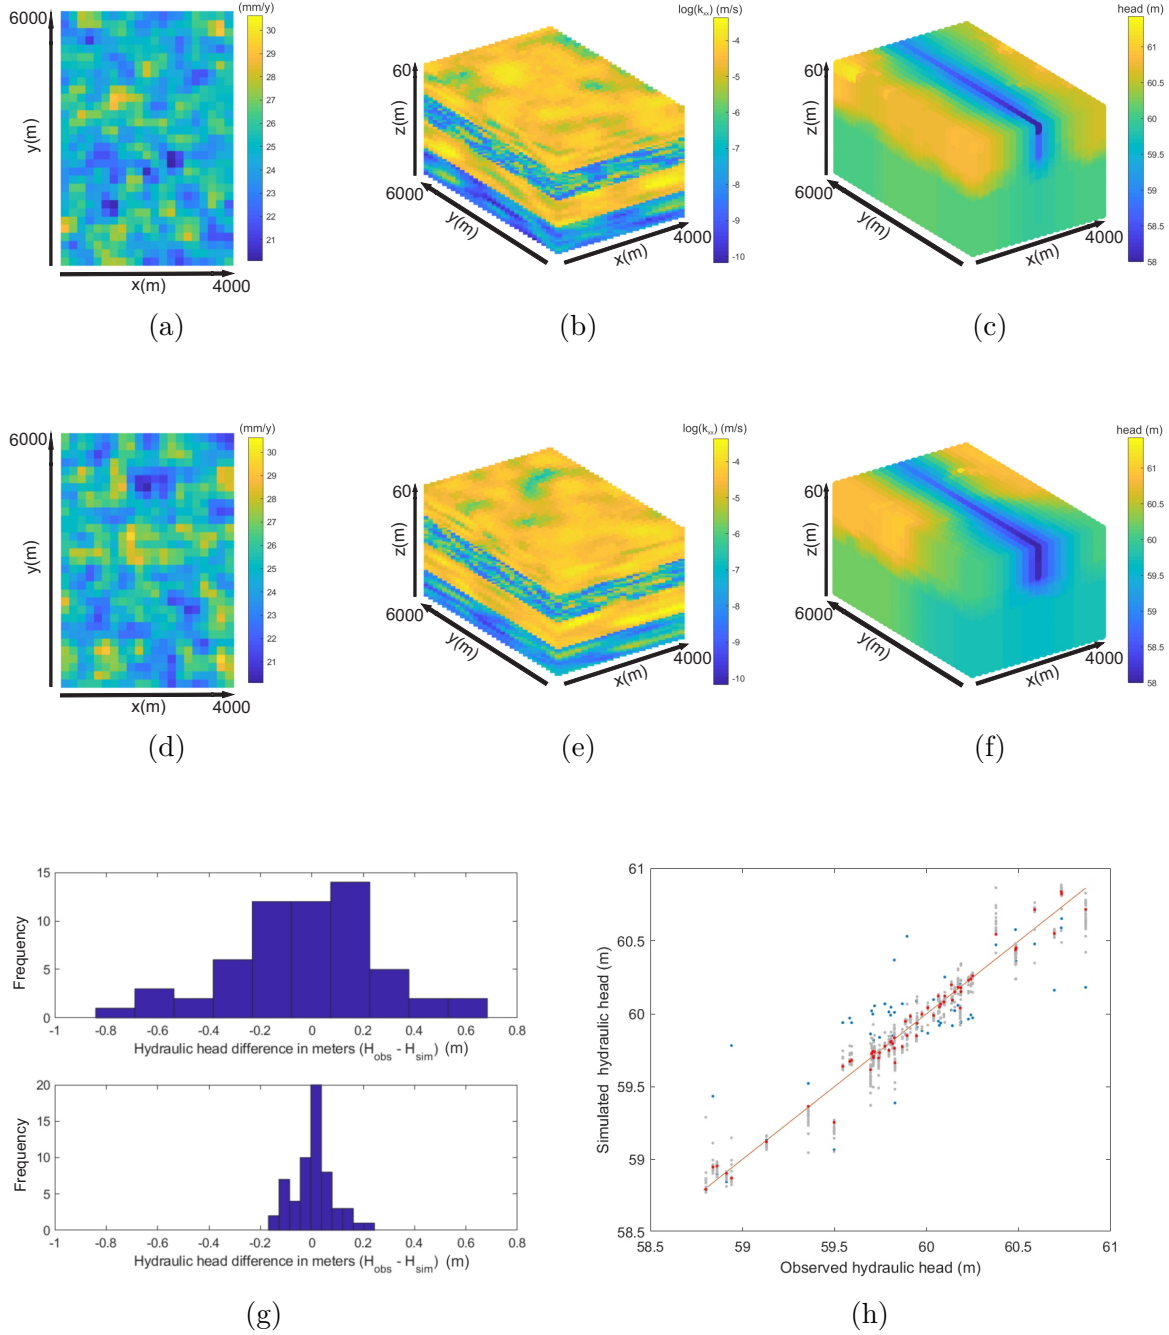 (mm/y)
6000
30
29
28
27
26
25
24
23
22
21
y(m)
x(m)
4000
(a)
log(kxx) (m/s)
60
-4
-5
-6
-7
-8
-9
-10
z(m)
6000
y(m)
x(m)
4000
(b)
head (m)
60
61
60.5
60
59.5
59
58.5
58
z(m)
6000
y(m)
x(m)
4000
(c)
(mm/y)
6000
30
29
28
27
26
25
24
23
22
21
y(m)
x(m)
4000
(d)
log(kxx) (m/s)
60
-4
-5
-6
-7
-8
-9
-10
z(m)
6000
y(m)
x(m)
4000
(e)
head (m)
60
61
60.5
60
59.5
59
58.5
58
z(m)
6000
y(m)
x(m)
4000
(f)
15
10
5
0
Frequency
-1 -0.8 -0.6 -0.4 -0.2 0 0.2 0.4 0.6 0.8
Hydraulic head difference in meters (Hobs - Hsim) (m)
20
15
10
5
0
Frequency
-1 -0.8 -0.6 -0.4 -0.2 0 0.2 0.4 0.6 0.8
Hydraulic head difference in meters (Hobs - Hsim) (m)
(g)
61
60.5
60
59.5
59
58.5
Simulated hydraulic head (m)
58.5 59 59.5 60 60.5 61
Observed hydraulic head (m)
(h)